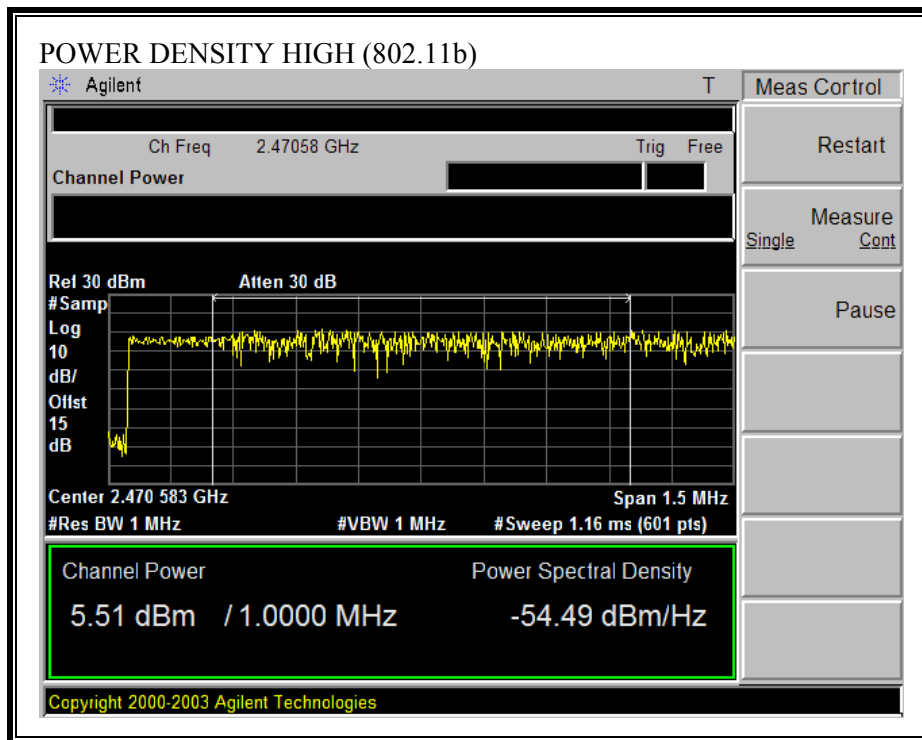 POWER DENSITY HIGH (802.11b)
Agilent T
Meas Control
Ch Freq 2.47058 GHz Trig Free
Channel Power
Restart
Measure
Single Cont
Pause
Ref 30 dBm Atten 30 dB
#Samp
Log
10
dB/
Offst
15
dB
Center 2.470 583 GHz Span 1.5 MHz
#Res BW 1 MHz #VBW 1 MHz #Sweep 1.16 ms (601 pts)
Channel Power Power Spectral Density
5.51 dBm / 1.0000 MHz -54.49 dBm/Hz
Copyright 2000-2003 Agilent Technologies